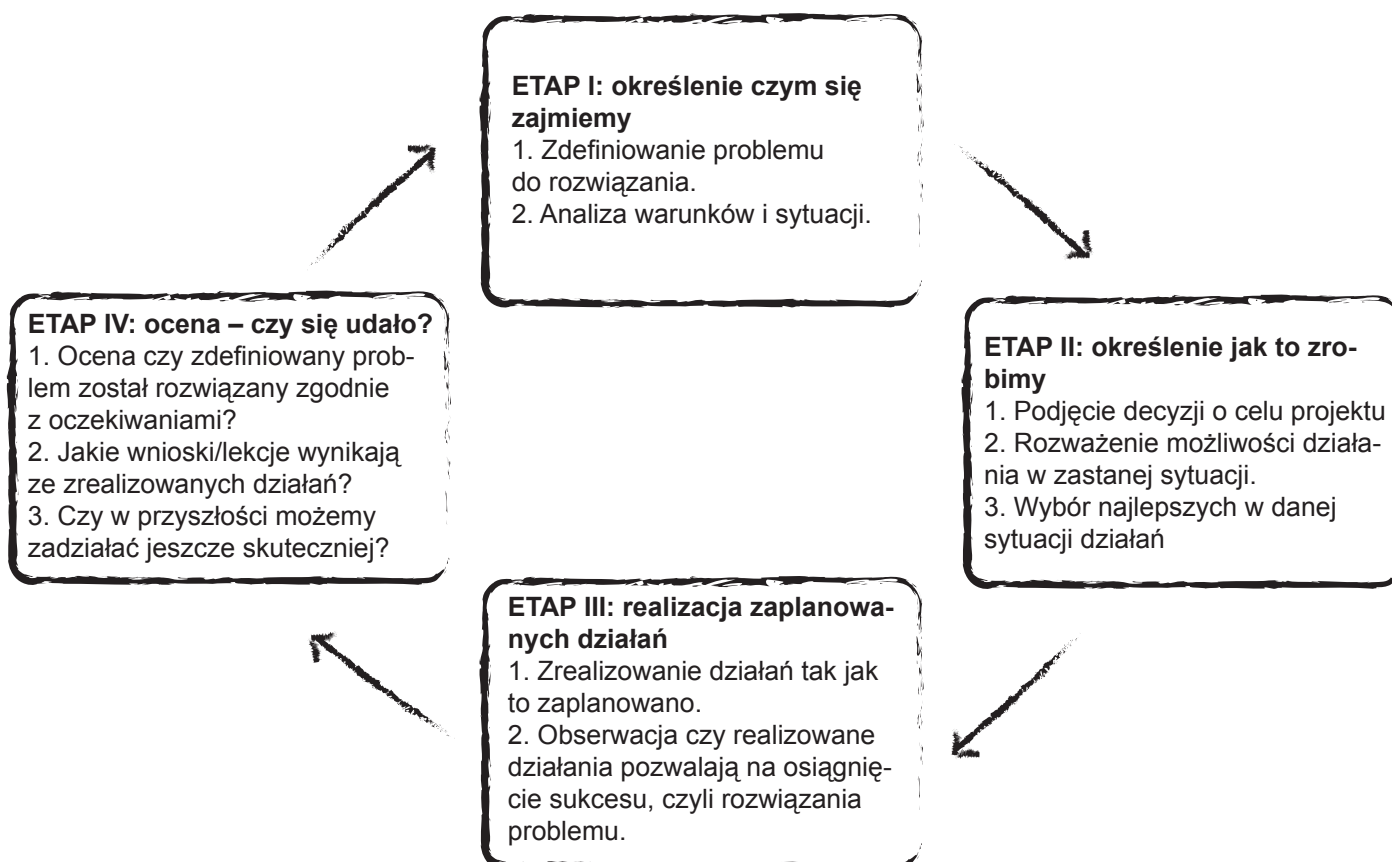 ETAP I: określenie czym się
zajmiemy
1. Zdefiniowanie problemu
do rozwiązania.
2. Analiza warunków i sytuacji.
ETAP II: określenie jak to zro-
bimy
1. Podjęcie decyzji o celu projektu
2. Rozważenie możliwości działa-
nia w zastanej sytuacji.
3. Wybór najlepszych w danej
sytuacji działań
ETAP III: realizacja zaplanowa-
nych działań
1. Zrealizowanie działań tak jak
to zaplanowano.
2. Obserwacja czy realizowane
działania pozwalają na osiągnię-
cie sukcesu, czyli rozwiązania
problemu.
ETAP IV: ocena – czy się udało?
1. Ocena czy zdefiniowany prob-
lem został rozwiązany zgodnie
z oczekiwaniami?
2. Jakie wnioski/lekcje wynikają
ze zrealizowanych działań?
3. Czy w przyszłości możemy
zadziałać jeszcze skuteczniej?